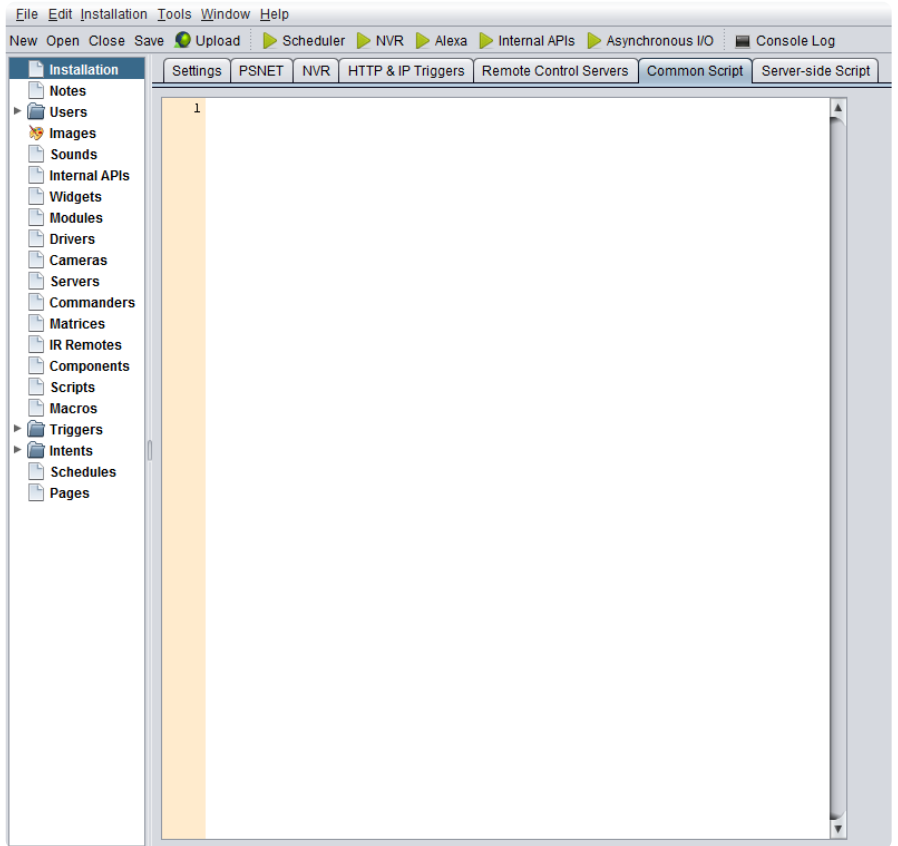 File Edit Installation Tools Window Help
New Open Close Save Upload Scheduler NVR Alexa Internal APIs Asynchronous I/O Console Log
Settings PSNET NVR HTTP & IP Triggers Remote Control Servers Common Script Server-side Script
Installation
Notes
Users
Images
Sounds
Internal APIs
Widgets
Modules
Drivers
Cameras
Servers
Commanders
Matrices
IR Remotes
Components
Scripts
Macros
Triggers
Intents
Schedules
Pages
1